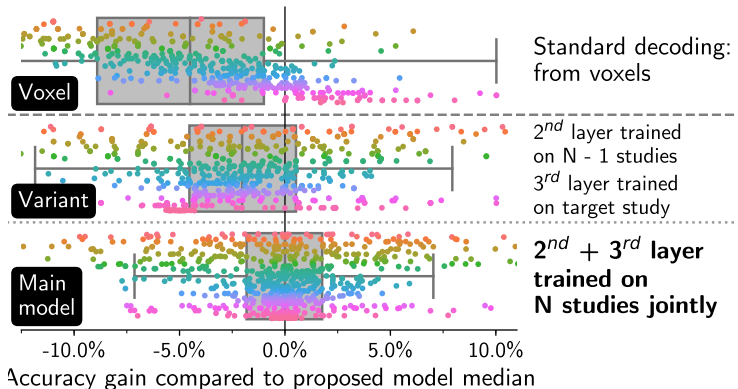 Voxel
Standard decoding:
from voxels
Variant
2nd layer trained
on N - 1 studies
3rd layer trained
on target study
Main
model
2nd + 3rd layer
trained on
N studies jointly
-10.0% -5.0% 0.0% 5.0% 10.0%
Accuracy gain compared to proposed model median